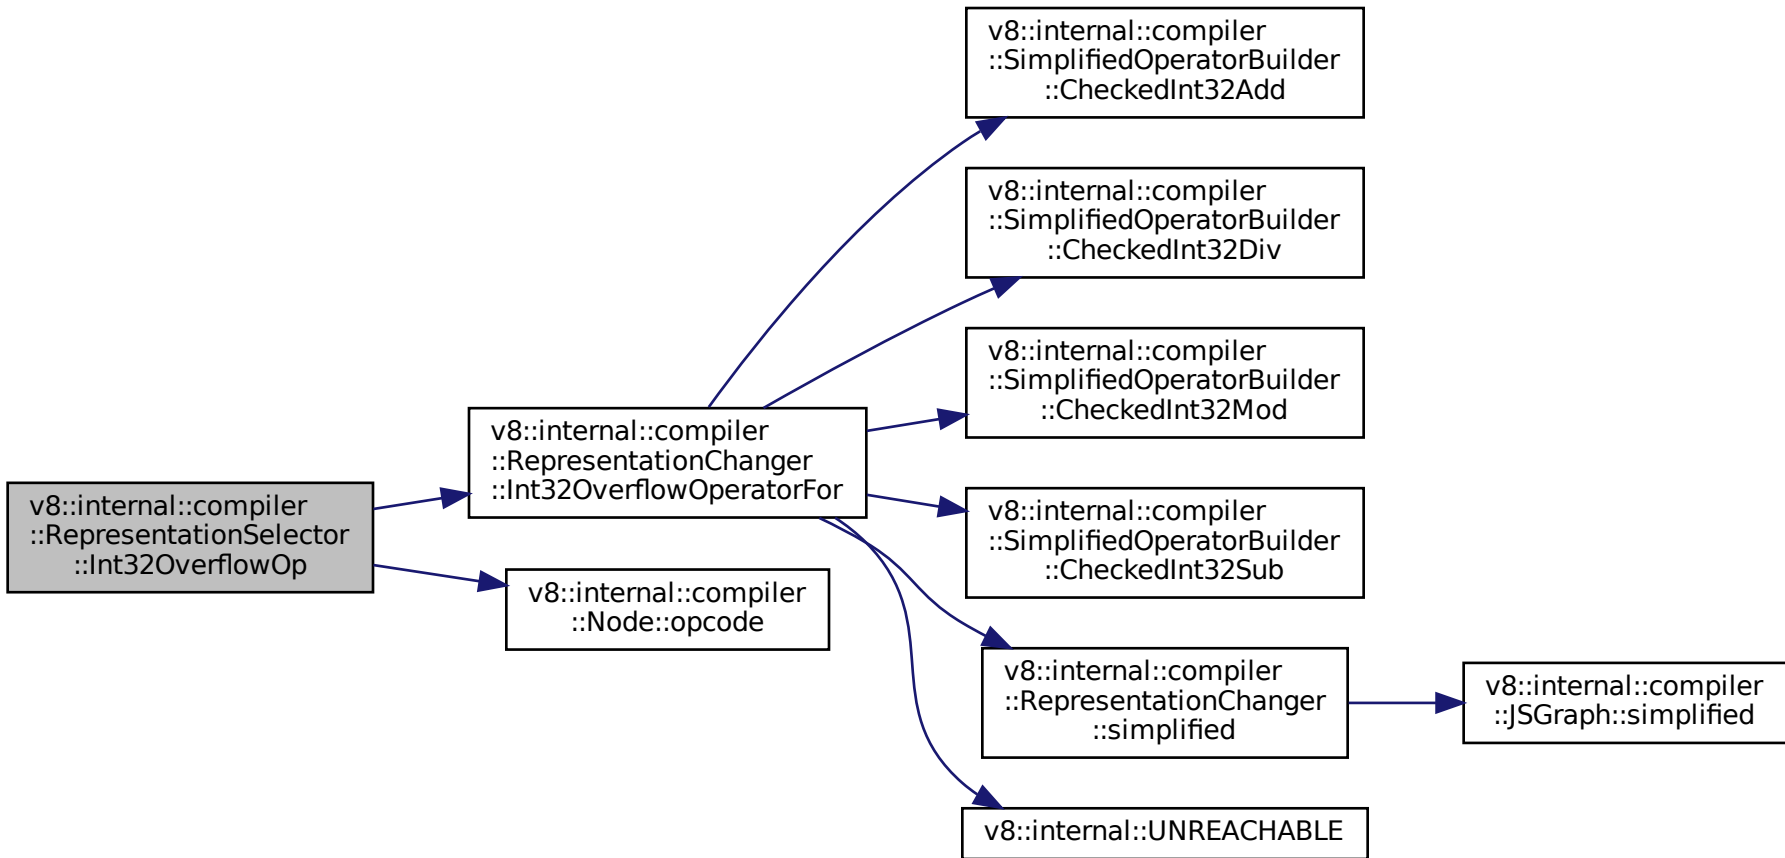 v8::internal::compiler
::RepresentationSelector
::Int32OverflowOp
v8::internal::compiler
::RepresentationChanger
::Int32OverflowOperatorFor
v8::internal::compiler
::Node::opcode
v8::internal::compiler
::SimplifiedOperatorBuilder
::CheckedInt32Add
v8::internal::compiler
::SimplifiedOperatorBuilder
::CheckedInt32Div
v8::internal::compiler
::SimplifiedOperatorBuilder
::CheckedInt32Mod
v8::internal::compiler
::SimplifiedOperatorBuilder
::CheckedInt32Sub
v8::internal::compiler
::RepresentationChanger
::simplified
v8::internal::UNREACHABLE
v8::internal::compiler
::JSGraph::simplified